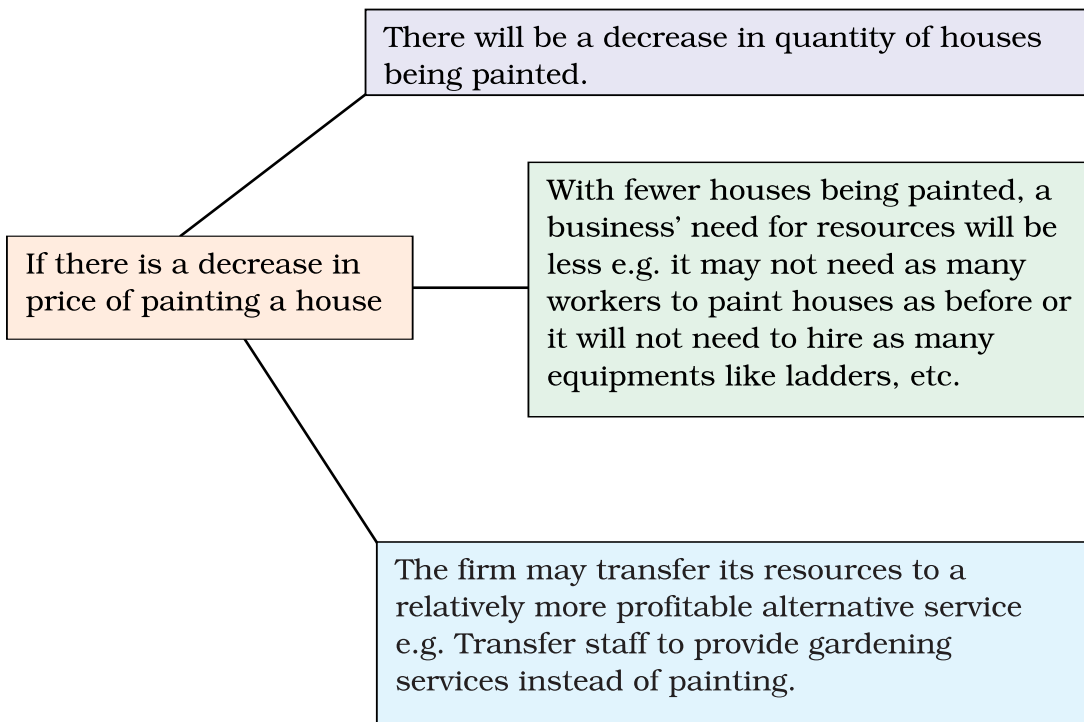 There will be a decrease in quantity of houses
being painted.
If there is a decrease in
price of painting a house
With fewer houses being painted, a
business’ need for resources will be
less e.g. it may not need as many
workers to paint houses as before or
it will not need to hire as many
equipments like ladders, etc.
The firm may transfer its resources to a
relatively more profitable alternative service
e.g. Transfer staff to provide gardening
services instead of painting.